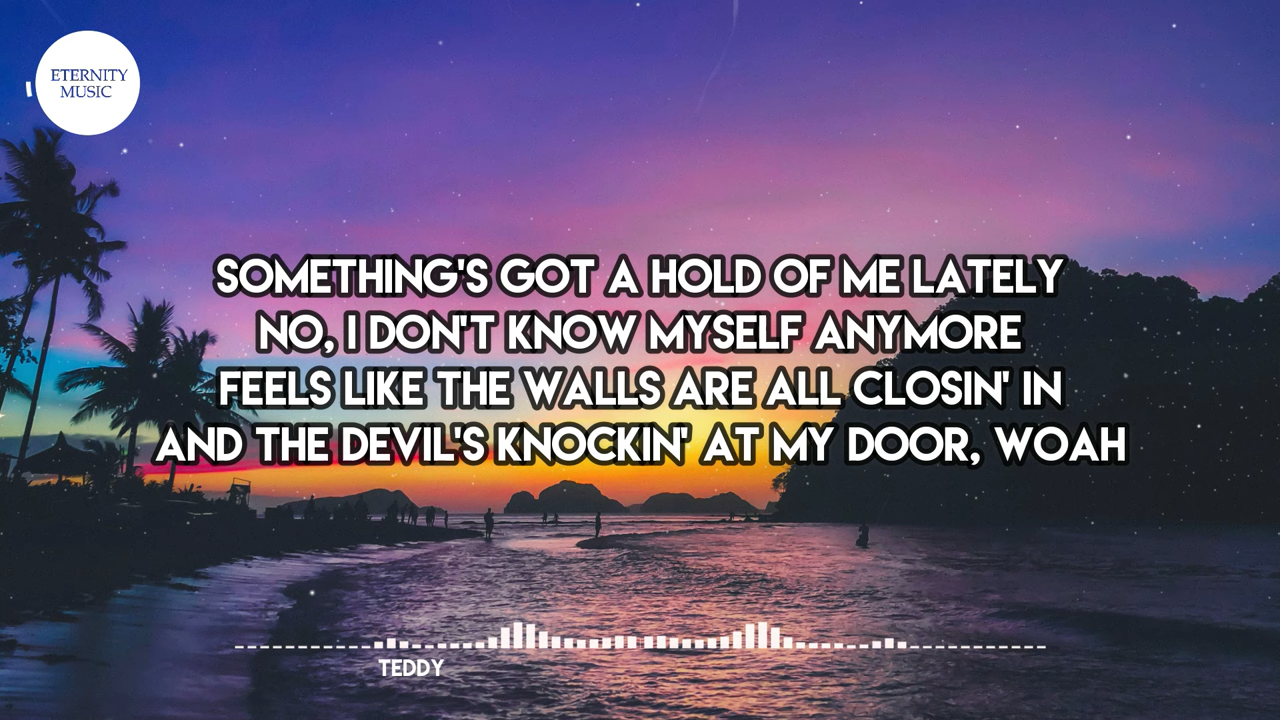 ETERNITY
MUSIC
SOMETHING'S GOT A HOLD OF ME LATELY
NO, I DON'T KNOW MYSELF ANYMORE
FEELS LIKE THE WALLS ARE ALL CLOSIN' IN
AND THE DEVIL'S KNOCKIN' AT MY DOOR, WOAH
TEDDY